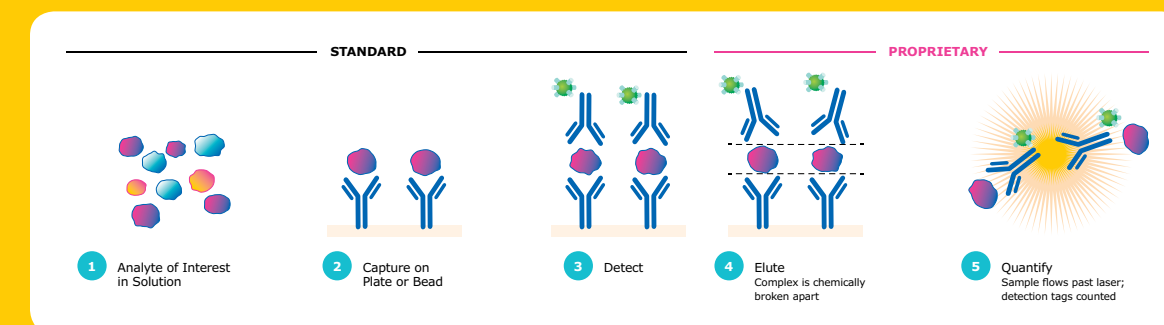 STANDARD
PROPRIETARY
1
Analyte of Interest
in Solution
2
Capture on
Plate or Bead
3
Detect
4
Elute
Complex is chemically
broken apart
5
Quantify
Sample flows past laser;
detection tags counted